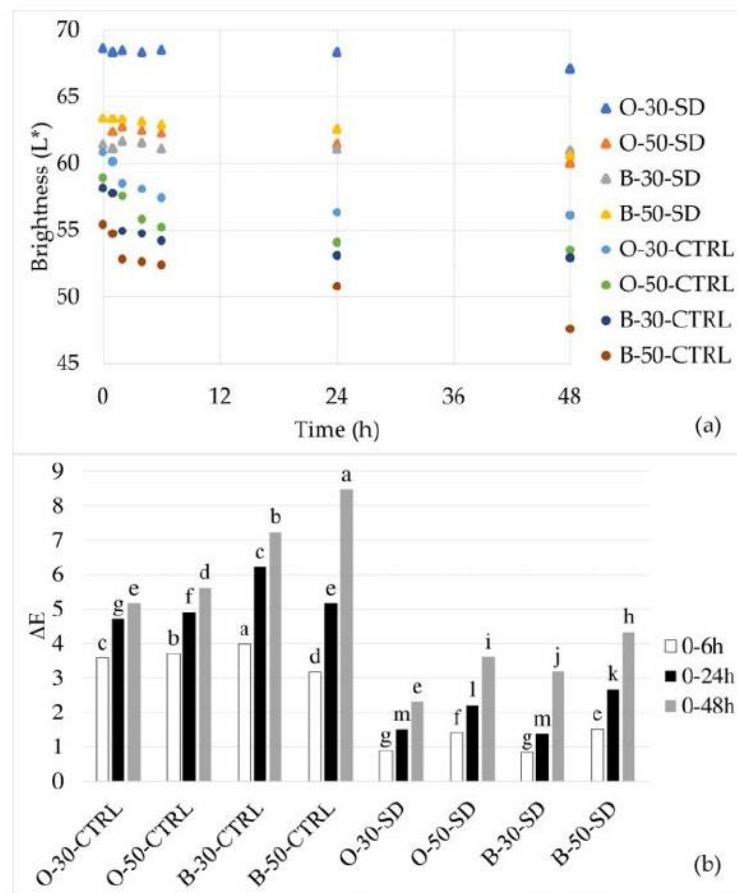 70
65
60
55
50
45
Brightness (L*)
0 12 24 36 48
Time (h)
(a)
O-30-SD
O-50-SD
B-30-SD
B-50-SD
O-30-CTRL
O-50-CTRL
B-30-CTRL
B-50-CTRL
9
8
7
6
5
4
3
2
1
0
ΔE
c g e
b f d
a c b
d e a
g m e
f l i
g m j
e k h
O-30-CTRL
O-50-CTRL
B-30-CTRL
B-50-CTRL
O-30-SD
O-50-SD
B-30-SD
B-50-SD
0-6h
0-24h
0-48h
(b)